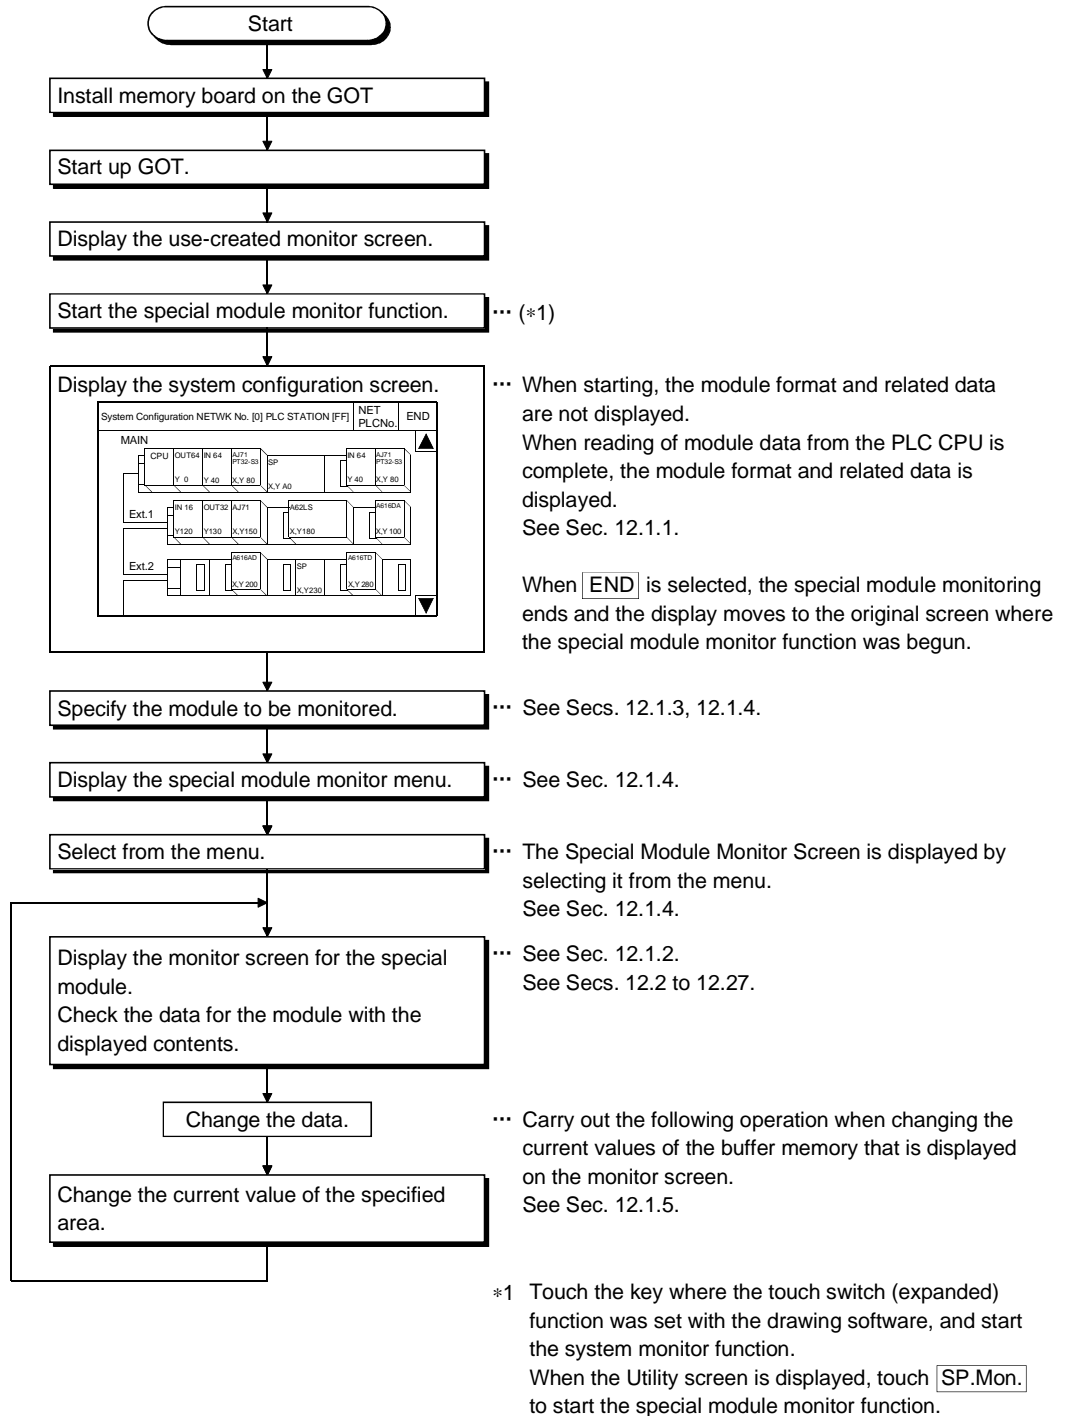 Start
Install memory board on the GOT
Start up GOT.
Display the use-created monitor screen.
Start the special module monitor function.
··· (*1)
Display the system configuration screen.
System Configuration NETWK No. [0] PLC STATION [FF]
NET
PLCNo.
END
MAIN
CPU
OUT64
Y 0
IN 64
Y 40
AJ71
PT32-S3
X,Y 80
SP
X,Y A0
IN 64
Y 40
AJ71
PT32-S3
X,Y 80
Ext.1
IN 16
Y120
OUT32
Y130
AJ71
X,Y150
A62LS
X,Y180
A616DA
X,Y 100
Ext.2
A616AD
X,Y 200
SP
X,Y230
A616TD
X,Y 280
··· When starting, the module format and related data
are not displayed.
When reading of module data from the PLC CPU is
complete, the module format and related data is
displayed.
See Sec. 12.1.1.
When END is selected, the special module monitoring
ends and the display moves to the original screen where
the special module monitor function was begun.
Specify the module to be monitored.
··· See Secs. 12.1.3, 12.1.4.
Display the special module monitor menu.
··· See Sec. 12.1.4.
Select from the menu.
··· The Special Module Monitor Screen is displayed by
selecting it from the menu.
See Sec. 12.1.4.
Display the monitor screen for the special
module.
Check the data for the module with the
displayed contents.
··· See Sec. 12.1.2.
See Secs. 12.2 to 12.27.
Change the data.
··· Carry out the following operation when changing the
current values of the buffer memory that is displayed
on the monitor screen.
See Sec. 12.1.5.
Change the current value of the specified
area.
*1 Touch the key where the touch switch (expanded)
function was set with the drawing software, and start
the system monitor function.
When the Utility screen is displayed, touch SP.Mon.
to start the special module monitor function.